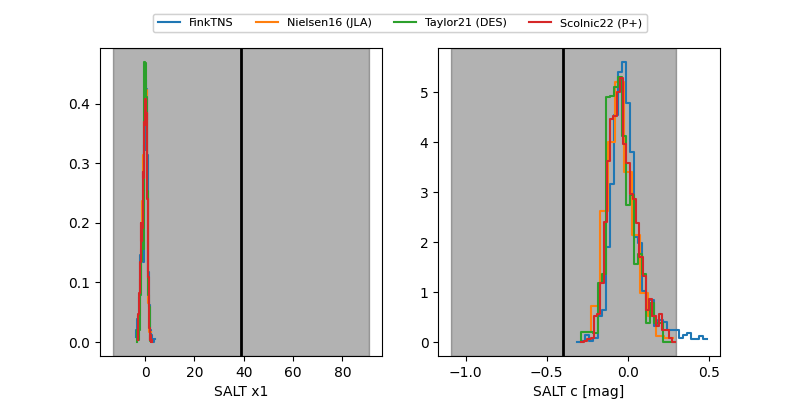 FinkTNS Nielsen16 (JLA) Taylor21 (DES) Scolnic22 (P+)
0.4
0.3
0.2
0.1
0.0
0 20 40 60 80
SALT x1
5
4
3
2
1
0
−1.0 −0.5 0.0 0.5
SALT c [mag]